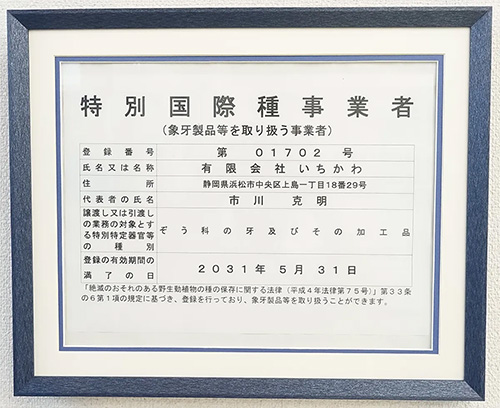 特別国際種事業者
（象牙製品等を取り扱う事業者）
登録番号 第 01702 号
氏名又は名称 有限会社いちかわ
住所 静岡県浜松市中央区上島一丁目18番29号
代表者の氏名 市川 克明
譲渡し又は引渡し
の業務の対象とす
る特別特定器官等
の種別 ぞう科の牙及びその加工品
登録の有効期間の
満了の日 2031年 5月 31日
「絶滅のおそれのある野生動植物の種の保存に関する法律（平成4年法律第75号）」第33条
の6第1項の規定に基づき、登録を行っており、象牙製品等を取り扱うことができます。